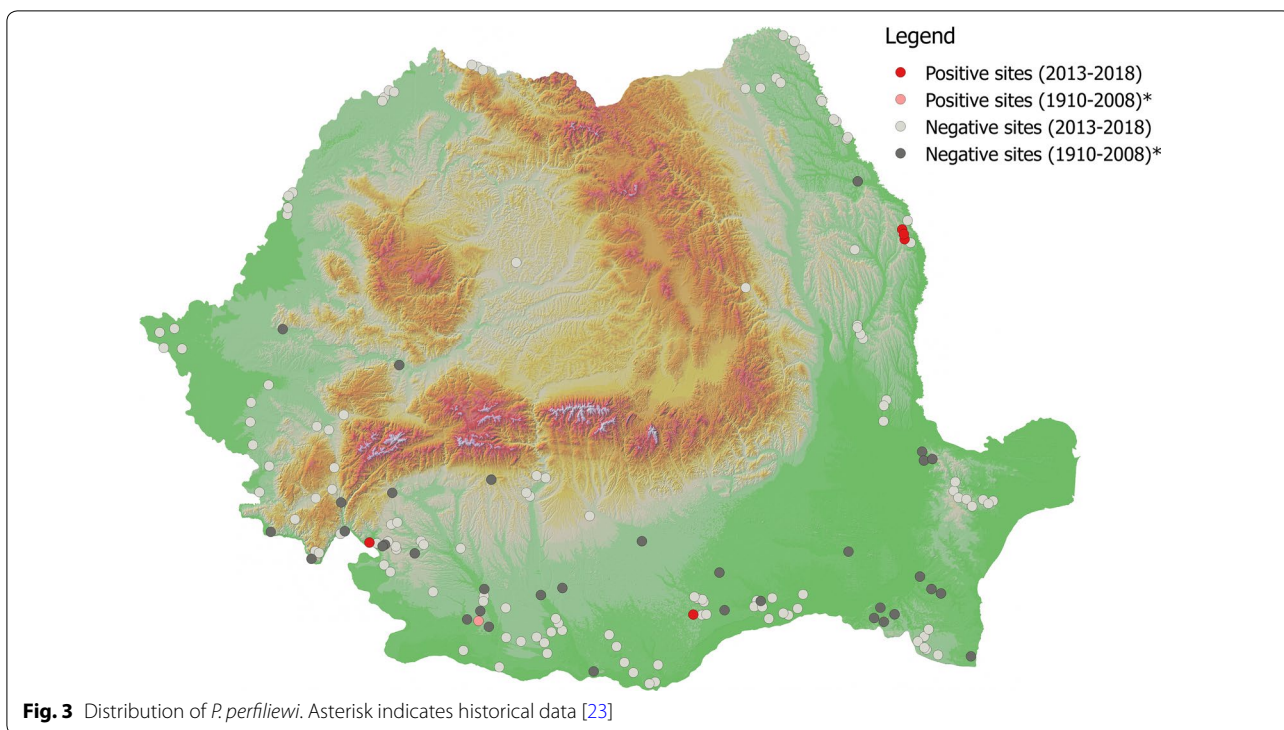 Legend
Positive sites (2013-2018)
Positive sites (1910-2008)*
Negative sites (2013-2018)
Negative sites (1910-2008)*
Fig. 3 Distribution of P. perfiliewi. Asterisk indicates historical data [23]